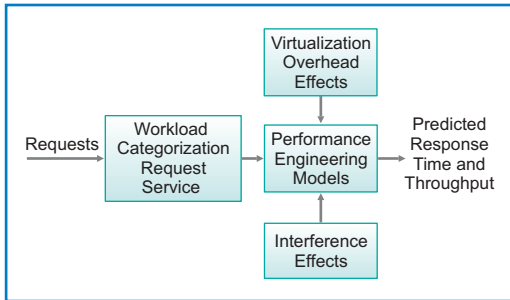 Virtualization
Overhead
Effects
Requests
Workload
Categorization
Request
Service
Performance
Engineering
Models
Predicted
Response
Time and
Throughput
Interference
Effects